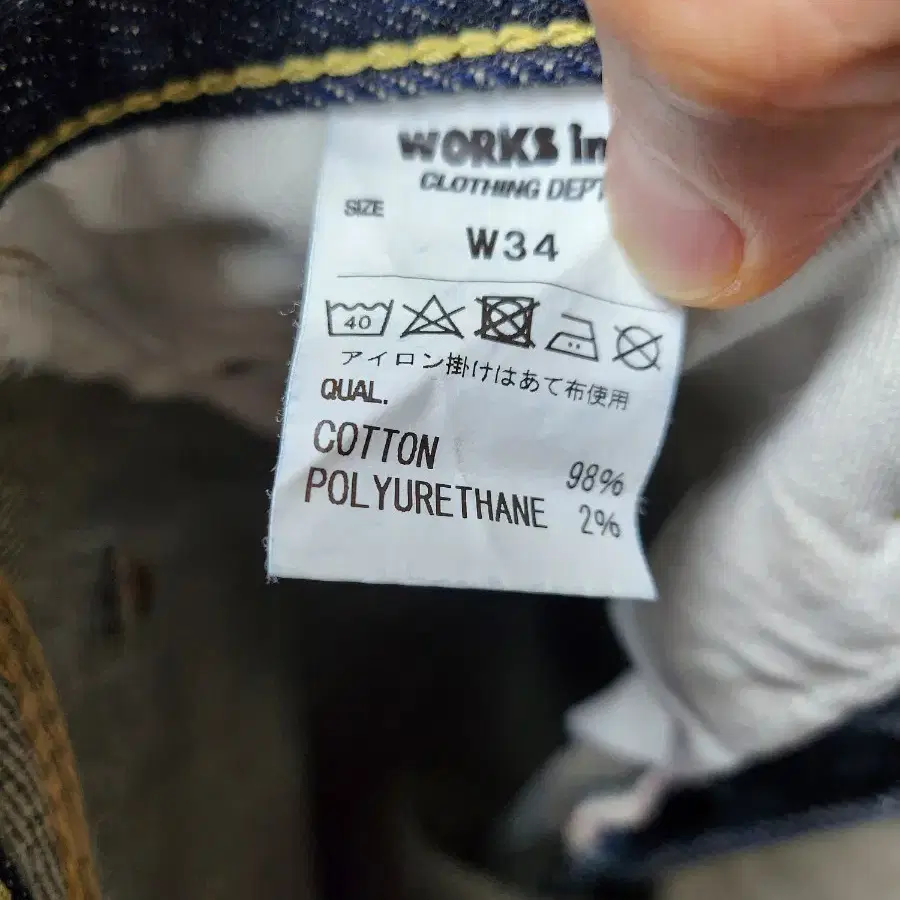 WORKS in
CLOTHING DEPT
SIZE
W34
40
アイロン掛けはあて布使用
QUAL.
COTTON 98%
POLYURETHANE 2%